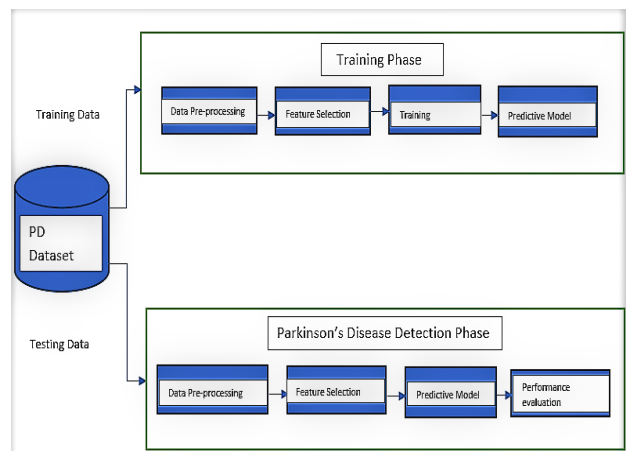 Training Phase
Training Data
Data Pre-processing
Feature Selection
Training
Predictive Model
PD
Dataset
Testing Data
Parkinson's Disease Detection Phase
Data Pre-processing
Feature Selection
Predictive Model
Performance
evaluation